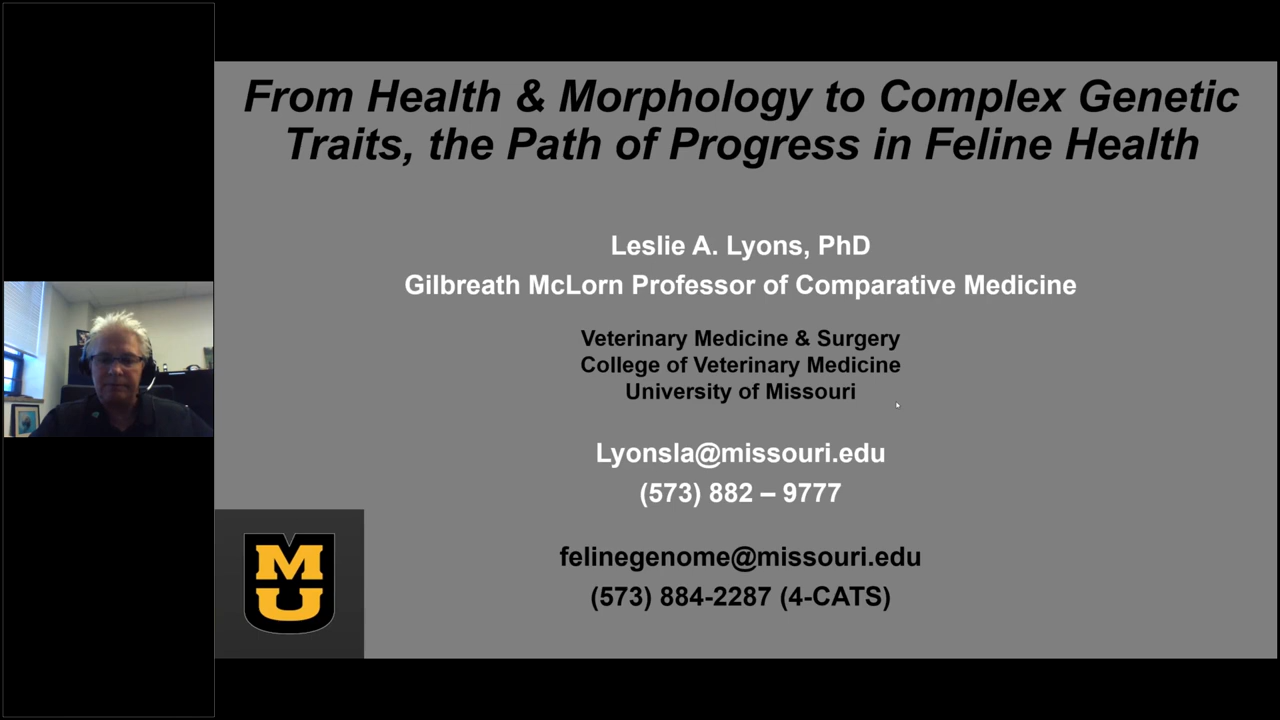 From Health & Morphology to Complex Genetic
Traits, the Path of Progress in Feline Health
Leslie A. Lyons, PhD
Gilbreath McLorn Professor of Comparative Medicine
Veterinary Medicine & Surgery
College of Veterinary Medicine
University of Missouri
Lyonsla@missouri.edu
(573) 882 – 9777
felinegenome@missouri.edu
(573) 884-2287 (4-CATS)
MU